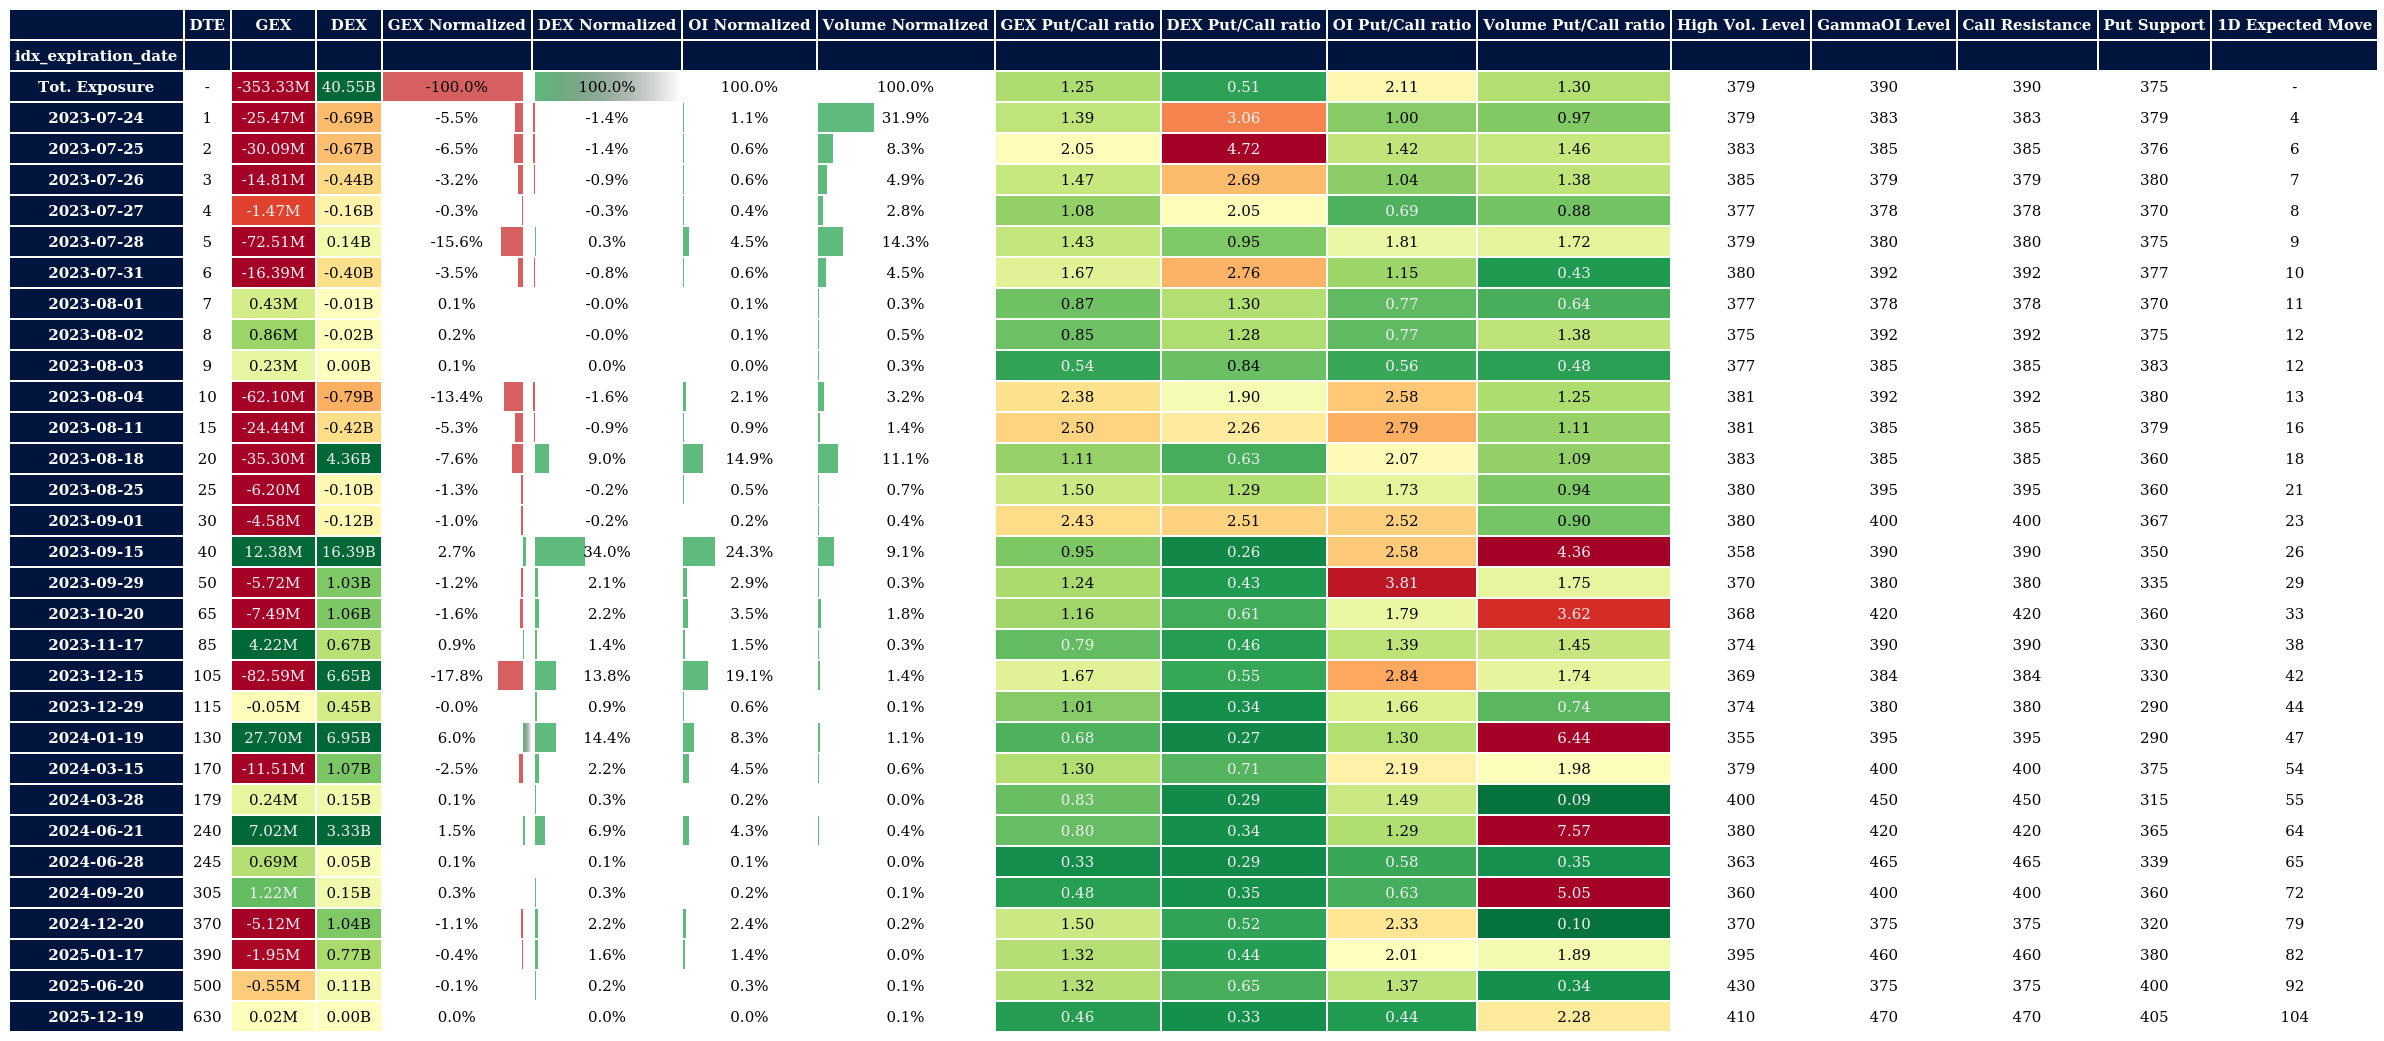 DTE GEX DEX GEX Normalized DEX Normalized OI Normalized Volume Normalized GEX Put/Call ratio DEX Put/Call ratio OI Put/Call ratio Volume Put/Call ratio High Vol. Level GammaOI Level Call Resistance Put Support 1D Expected Move
idx_expiration_date
Tot. Exposure - -353.33M 40.55B -100.0% 100.0% 100.0% 100.0% 1.25 0.51 2.11 1.30 379 390 390 375 -
2023-07-24 1 -25.47M -0.69B -5.5% -1.4% 1.1% 31.9% 1.39 3.06 1.00 0.97 379 383 383 379 4
2023-07-25 2 -30.09M -0.67B -6.5% -1.4% 0.6% 8.3% 2.05 4.72 1.42 1.46 383 385 385 376 6
2023-07-26 3 -14.81M -0.44B -3.2% -0.9% 0.6% 4.9% 1.47 2.69 1.04 1.38 385 379 379 380 7
2023-07-27 4 -1.47M -0.16B -0.3% -0.3% 0.4% 2.8% 1.08 2.05 0.69 0.88 377 378 378 370 8
2023-07-28 5 -72.51M 0.14B -15.6% 0.3% 4.5% 14.3% 1.43 0.95 1.81 1.72 379 380 380 375 9
2023-07-31 6 -16.39M -0.40B -3.5% -0.8% 0.6% 4.5% 1.67 2.76 1.15 0.43 380 392 392 377 10
2023-08-01 7 0.43M -0.01B 0.1% -0.0% 0.1% 0.3% 0.87 1.30 0.77 0.64 377 378 378 370 11
2023-08-02 8 0.86M -0.02B 0.2% -0.0% 0.1% 0.5% 0.85 1.28 0.77 1.38 375 392 392 375 12
2023-08-03 9 0.23M 0.00B 0.1% 0.0% 0.0% 0.3% 0.54 0.84 0.56 0.48 377 385 385 383 12
2023-08-04 10 -62.10M -0.79B -13.4% -1.6% 2.1% 3.2% 2.38 1.90 2.58 1.25 381 392 392 380 13
2023-08-11 15 -24.44M -0.42B -5.3% -0.9% 0.9% 1.4% 2.50 2.26 2.79 1.11 381 385 385 379 16
2023-08-18 20 -35.30M 4.36B -7.6% 9.0% 14.9% 11.1% 1.11 0.63 2.07 1.09 383 385 385 360 18
2023-08-25 25 -6.20M -0.10B -1.3% -0.2% 0.5% 0.7% 1.50 1.29 1.73 0.94 380 395 395 360 21
2023-09-01 30 -4.58M -0.12B -1.0% -0.2% 0.2% 0.4% 2.43 2.51 2.52 0.90 380 400 400 367 23
2023-09-15 40 12.38M 16.39B 2.7% 34.0% 24.3% 9.1% 0.95 0.26 2.58 4.36 358 390 390 350 26
2023-09-29 50 -5.72M 1.03B -1.2% 2.1% 2.9% 0.3% 1.24 0.43 3.81 1.75 370 380 380 335 29
2023-10-20 65 -7.49M 1.06B -1.6% 2.2% 3.5% 1.8% 1.16 0.61 1.79 3.62 368 420 420 360 33
2023-11-17 85 4.22M 0.67B 0.9% 1.4% 1.5% 0.3% 0.79 0.46 1.39 1.45 374 390 390 330 38
2023-12-15 105 -82.59M 6.65B -17.8% 13.8% 19.1% 1.4% 1.67 0.55 2.84 1.74 369 384 384 330 42
2023-12-29 115 -0.05M 0.45B -0.0% 0.9% 0.6% 0.1% 1.01 0.34 1.66 0.74 374 380 380 290 44
2024-01-19 130 27.70M 6.95B 6.0% 14.4% 8.3% 1.1% 0.68 0.27 1.30 6.44 355 395 395 290 47
2024-03-15 170 -11.51M 1.07B -2.5% 2.2% 4.5% 0.6% 1.30 0.71 2.19 1.98 379 400 400 375 54
2024-03-28 179 0.24M 0.15B 0.1% 0.3% 0.2% 0.0% 0.83 0.29 1.49 0.09 400 450 450 315 55
2024-06-21 240 7.02M 3.33B 1.5% 6.9% 4.3% 0.4% 0.80 0.34 1.29 7.57 380 420 420 365 64
2024-06-28 245 0.69M 0.05B 0.1% 0.1% 0.1% 0.0% 0.33 0.29 0.58 0.35 363 465 465 339 65
2024-09-20 305 1.22M 0.15B 0.3% 0.3% 0.2% 0.1% 0.48 0.35 0.63 5.05 360 400 400 360 72
2024-12-20 370 -5.12M 1.04B -1.1% 2.2% 2.4% 0.2% 1.50 0.52 2.33 0.10 370 375 375 320 79
2025-01-17 390 -1.95M 0.77B -0.4% 1.6% 1.4% 0.0% 1.32 0.44 2.01 1.89 395 460 460 380 82
2025-06-20 500 -0.55M 0.11B -0.1% 0.2% 0.3% 0.1% 1.32 0.65 1.37 0.34 430 375 375 400 92
2025-12-19 630 0.02M 0.00B 0.0% 0.0% 0.0% 0.1% 0.46 0.33 0.44 2.28 410 470 470 405 104